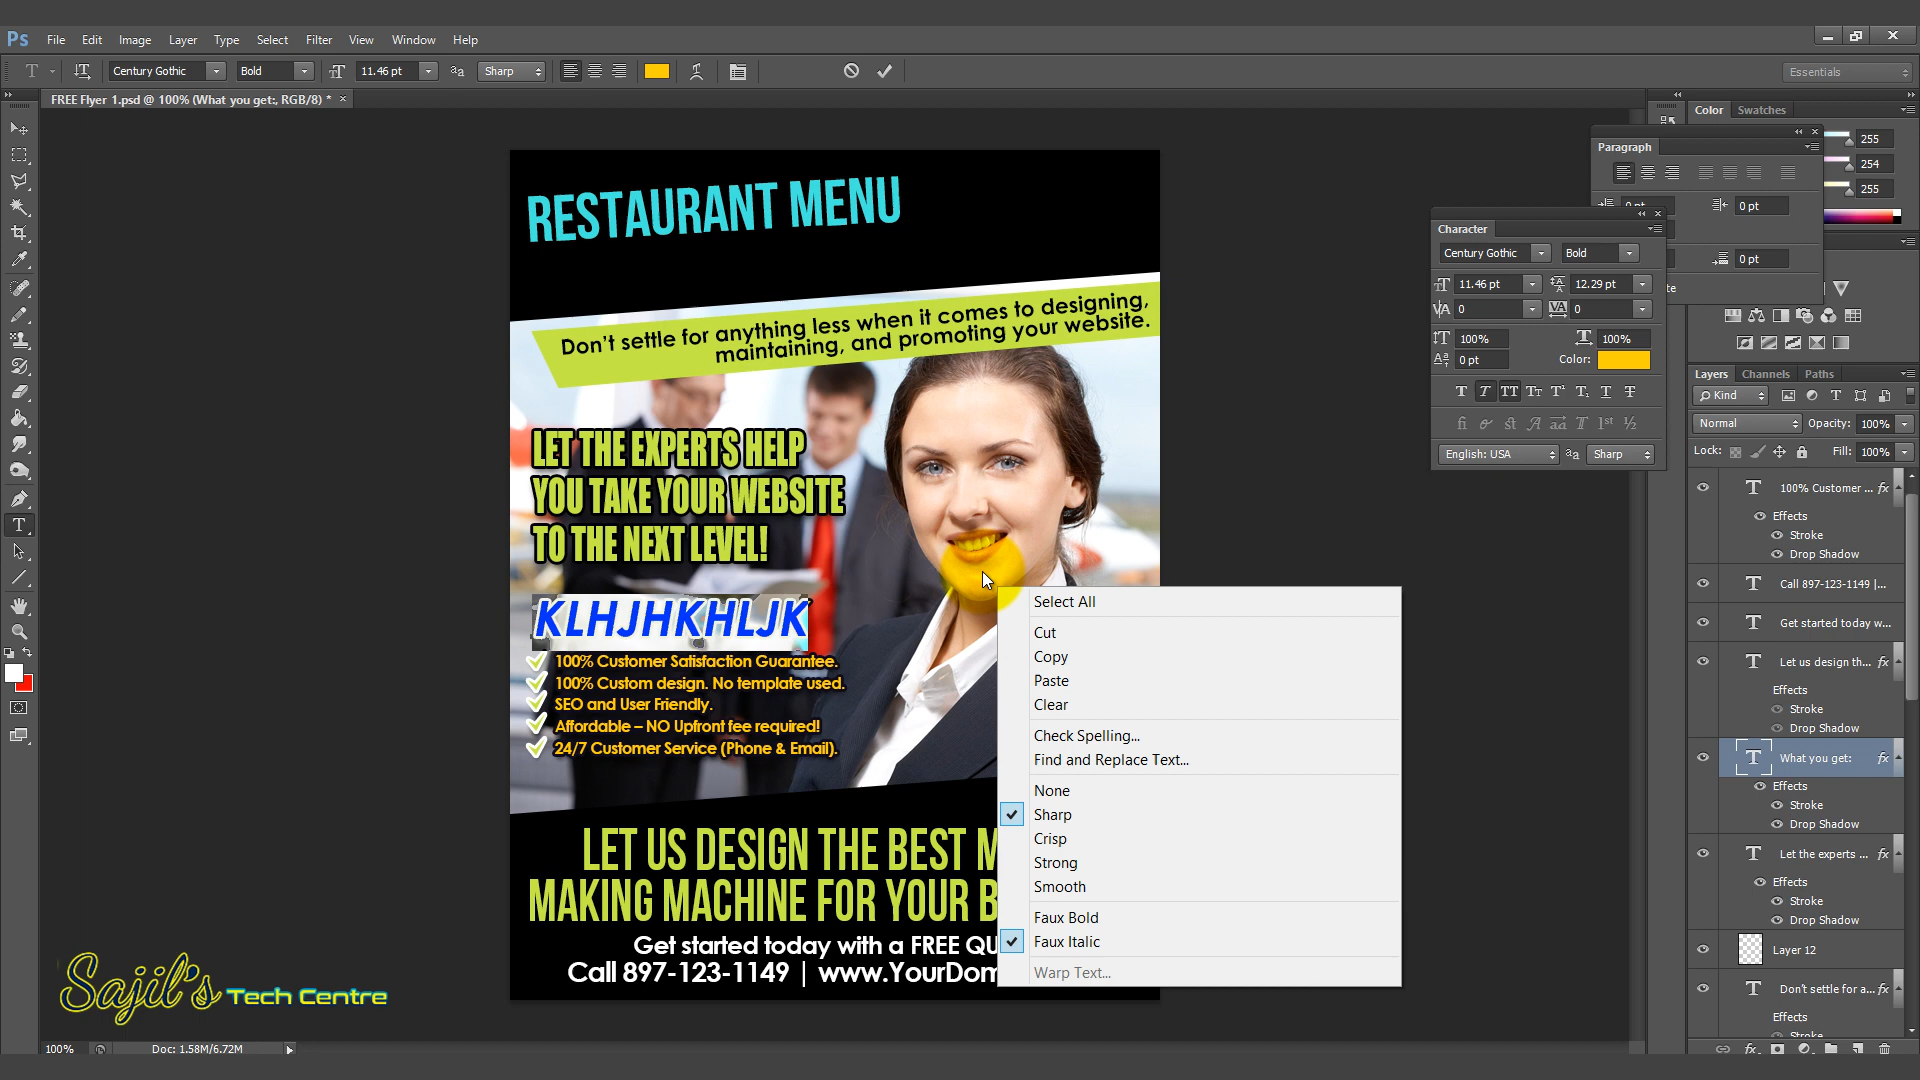 Ps File Edit Image Layer Type Select Filter View Window Help
Century Gothic Bold 11.46 pt Sharp Essentials
FREE Flyer 1.psd @ 100% (What you get:, RGB/8) * ×
RESTAURANT MENU
Don't settle for anything less when it comes to designing,
maintaining, and promoting your website.
LET THE EXPERTS HELP
YOU TAKE YOUR WEBSITE
TO THE NEXT LEVEL!
KLHJHKHLJK
100% Customer Satisfaction Guarantee.
100% Custom design. No template used.
SEO and User Friendly.
Affordable – NO Upfront fee required!
24/7 Customer Service (Phone & Email).
LET US DESIGN THE BEST M
MAKING MACHINE FOR YOUR B
Get started today with a FREE QU
Call 897-123-1149 | www.YourDom
Select All
Cut
Copy
Paste
Clear
Check Spelling...
Find and Replace Text...
None
Sharp
Crisp
Strong
Smooth
Faux Bold
Faux Italic
Warp Text...
Sajil's Tech Centre
100% Doc: 1.58M/6.72M
Color Swatches
255
254
255
Paragraph
0 pt
0 pt
Character
Century Gothic Bold
11.46 pt 12.29 pt
0 0
100% 100%
0 pt Color:
English: USA Sharp
Layers Channels Paths
Kind
Normal Opacity: 100%
Lock: Fill: 100%
100% Customer ... fx
Effects
Stroke
Drop Shadow
Call 897-123-1149 |...
Get started today w...
Let us design th... fx
Effects
Stroke
Drop Shadow
What you get: fx
Effects
Stroke
Drop Shadow
Let the experts ... fx
Effects
Stroke
Drop Shadow
Layer 12
Don't settle for a... fx
Effects
Stroke